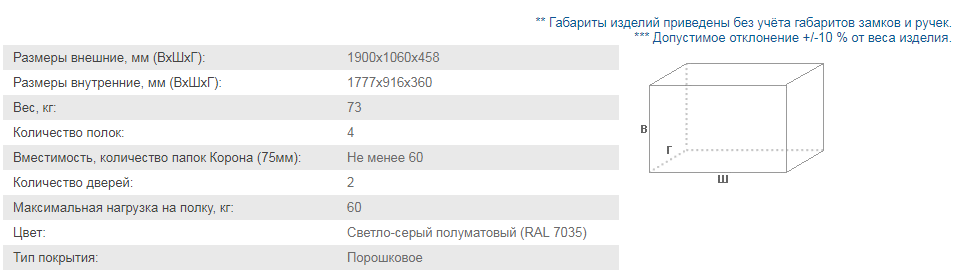 ** Габариты изделий приведены без учёта габаритов замков и ручек.
*** Допустимое отклонение +/-10 % от веса изделия.
Размеры внешние, мм (ВхШхГ): 1900x1060x458
Размеры внутренние, мм (ВхШхГ): 1777x916x360
Вес, кг: 73
Количество полок: 4
Вместимость, количество папок Корона (75мм): Не менее 60
Количество дверей: 2
Максимальная нагрузка на полку, кг: 60
Цвет: Светло-серый полуматовый (RAL 7035)
Тип покрытия: Порошковое
В
Г
Ш